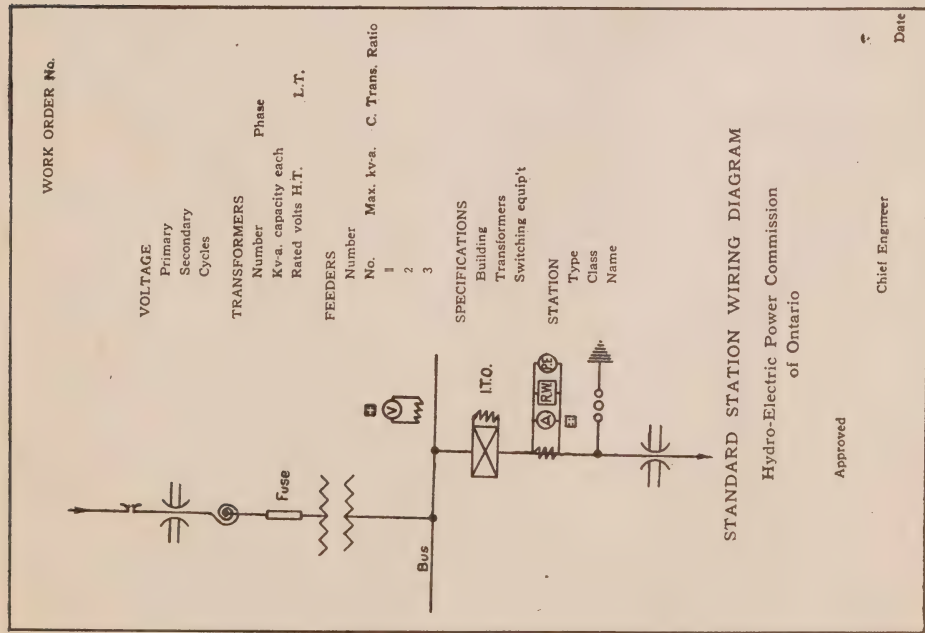 WORK ORDER No.
VOLTAGE
Primary
Secondary
Cycles
TRANSFORMERS
Number Phase
Kv-a. capacity each
Rated volts H.T. L.T.
FEEDERS
Number
No. Max. kv-a. C. Trans. Ratio
1
2
3
SPECIFICATIONS
Building
Transformers
Switching equip't
STATION
Type
Class
Name
Fuse
Bus
V
I.T.O.
A R.W. P.F.
STANDARD STATION WIRING DIAGRAM
Hydro-Electric Power Commission
of Ontario
Approved
Chief Engineer
Date